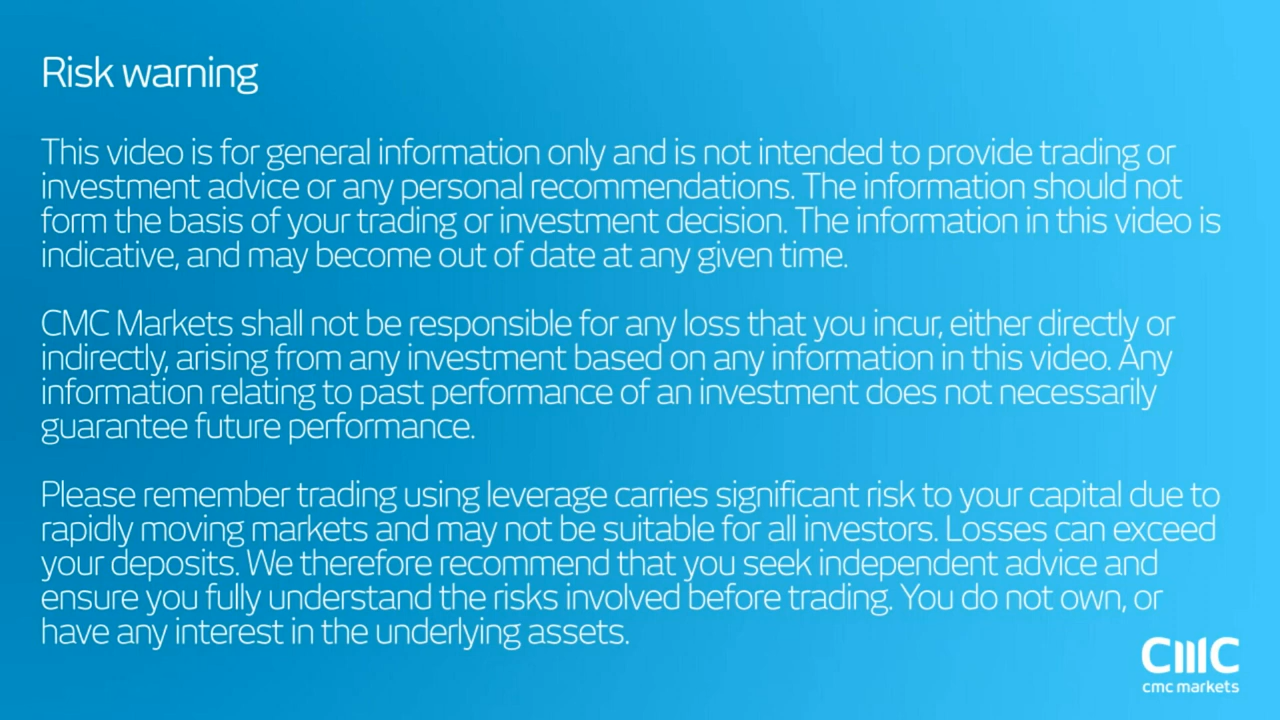 Risk warning
This video is for general information only and is not intended to provide trading or
investment advice or any personal recommendations. The information should not
form the basis of your trading or investment decision. The information in this video is
indicative, and may become out of date at any given time.
CMC Markets shall not be responsible for any loss that you incur, either directly or
indirectly, arising from any investment based on any information in this video. Any
information relating to past performance of an investment does not necessarily
guarantee future performance.
Please remember trading using leverage carries significant risk to your capital due to
rapidly moving markets and may not be suitable for all investors. Losses can exceed
your deposits. We therefore recommend that you seek independent advice and
ensure you fully understand the risks involved before trading. You do not own, or
have any interest in the underlying assets.
CMC
cmc markets